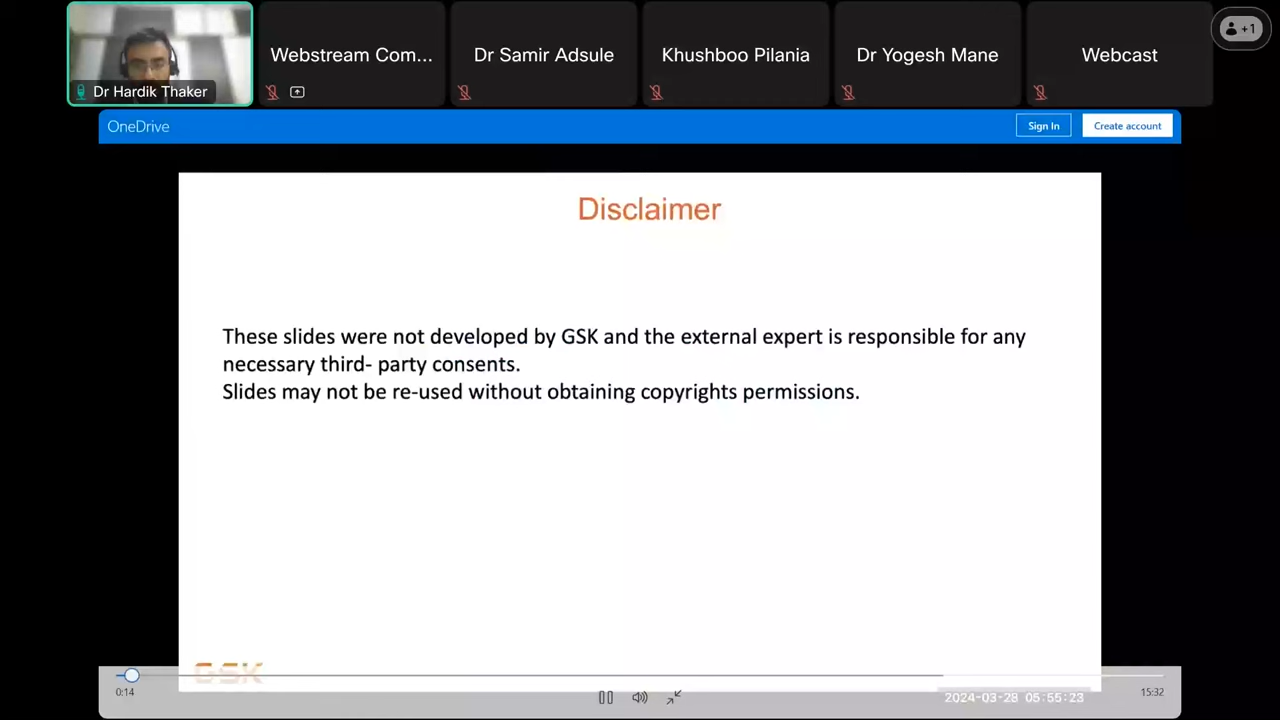 Dr Hardik Thaker
Webstream Com...
Dr Samir Adsule
Khushboo Pilania
Dr Yogesh Mane
Webcast
+1
OneDrive
Sign In
Create account
Disclaimer
These slides were not developed by GSK and the external expert is responsible for any
necessary third- party consents.
Slides may not be re-used without obtaining copyrights permissions.
GSK
0:14
2024-03-28 05:55:23
15:32